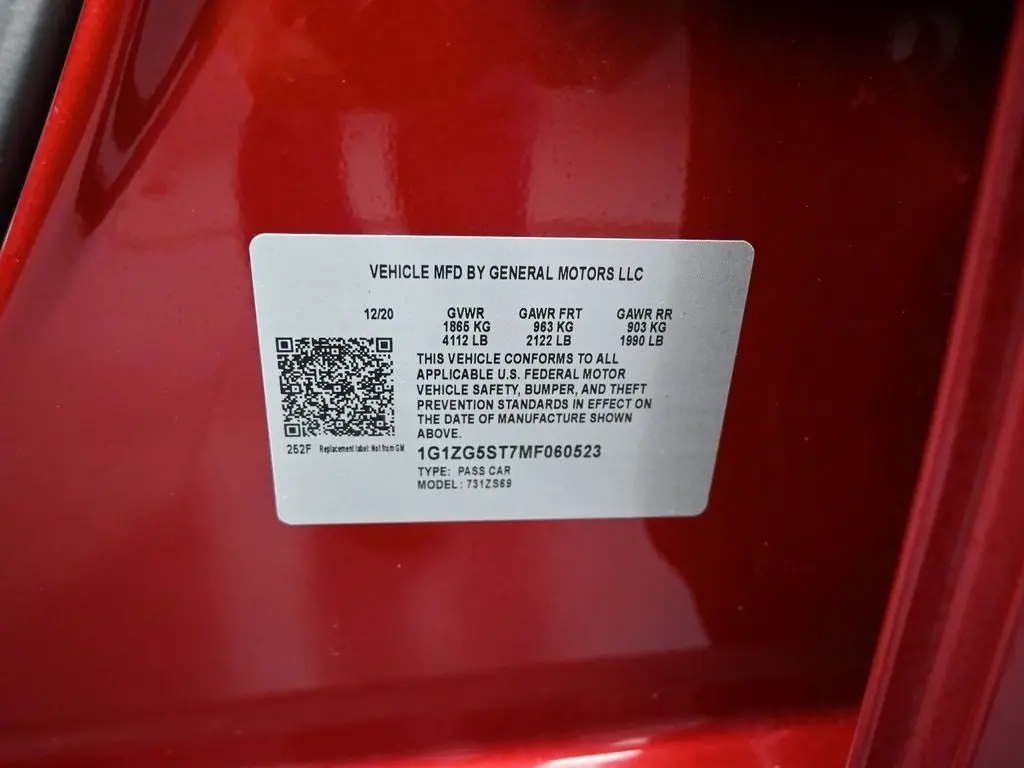 VEHICLE MFD BY GENERAL MOTORS LLC
12/20 GVWR GAWR FRT GAWR RR
1865 KG 963 KG 903 KG
4112 LB 2122 LB 1990 LB
THIS VEHICLE CONFORMS TO ALL
APPLICABLE U.S. FEDERAL MOTOR
VEHICLE SAFETY, BUMPER, AND THEFT
PREVENTION STANDARDS IN EFFECT ON
THE DATE OF MANUFACTURE SHOWN
ABOVE.
252F Replacement label: Not from GM
1G1ZG5ST7MF060523
TYPE: PASS CAR
MODEL: 731ZS69